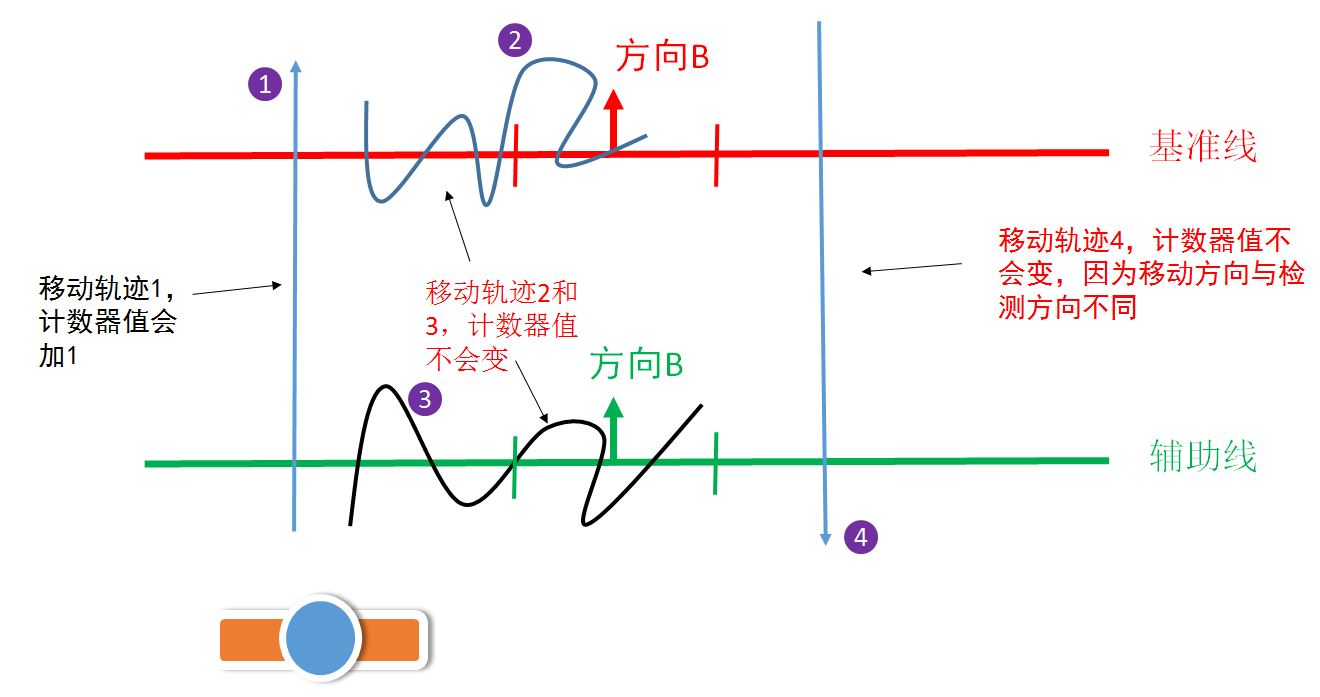 2
方向B
1
基准线
移动轨迹4，计数器值不
会变，因为移动方向与检
测方向不同
移动轨迹1，
计数器值会
加1
移动轨迹2和
3，计数器值
不会变
方向B
3
辅助线
4